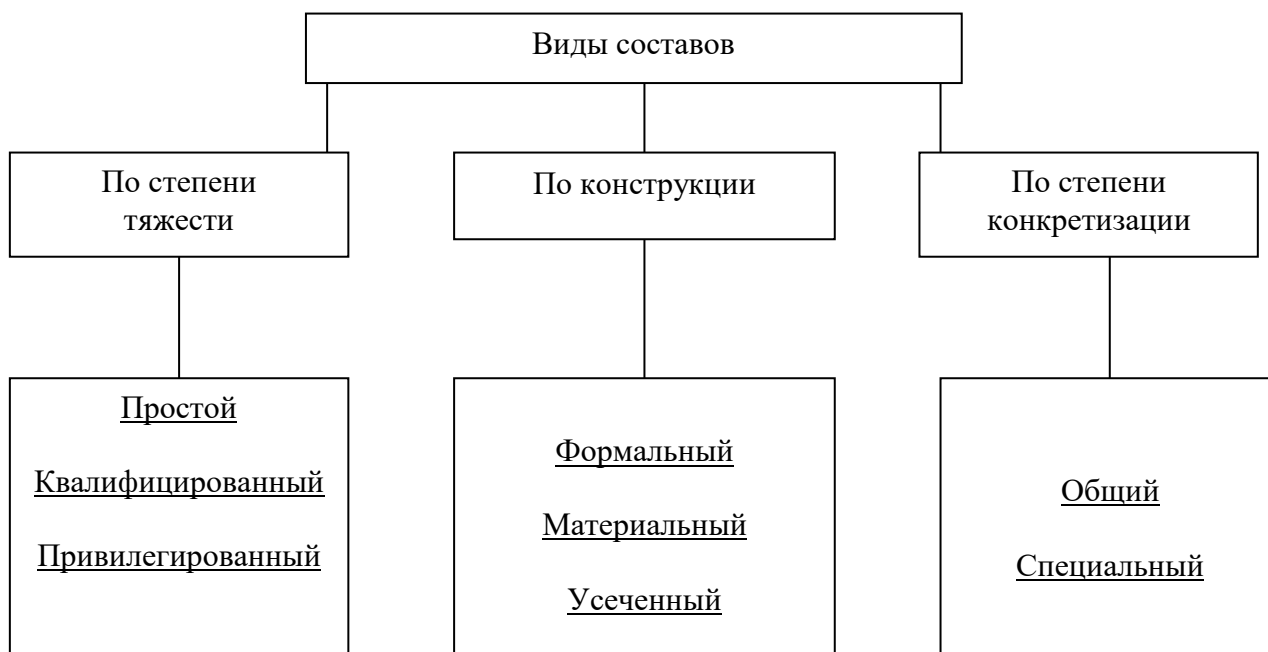 Виды составов
По степени
тяжести
По конструкции
По степени
конкретизации
Простой
Квалифицированный
Привилегированный
Формальный
Материальный
Усеченный
Общий
Специальный